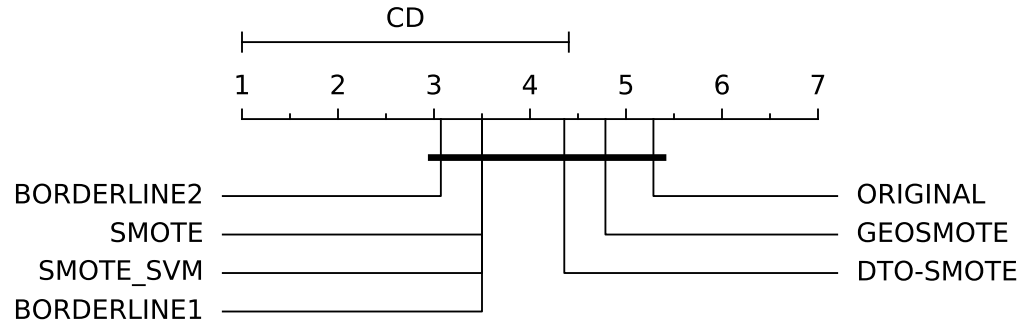 CD
1 2 3 4 5 6 7
BORDERLINE2 ORIGINAL
SMOTE GEOSMOTE
SMOTE_SVM DTO-SMOTE
BORDERLINE1